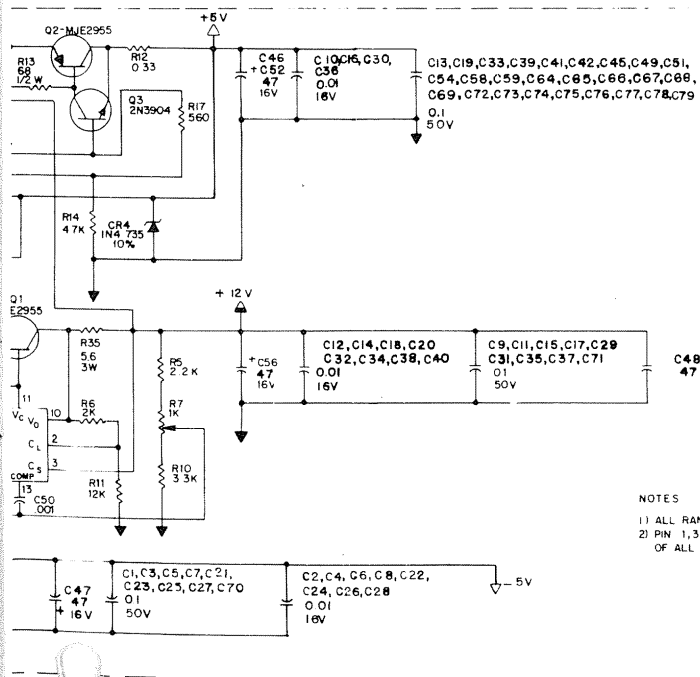 +5V
Q2-MJE2955
R12
0 33
R13
68
1/2 W
Q3
2N3904
R17
560
C46
+ C52
47
16V
C10,C16, C30,
C36
0.01
16V
C13,C19,C33,C39,C41,C42,C45,C49,C51,
C54,C58,C59,C64,C65,C66,C67,C68,
C69,C72,C73,C74,C75,C76,C77,C78,C79
0.1
50V
R14
4 7K
CR4
1N4 735
10%
+ 12 V
Q1
E2955
R35
5.6
3W
R5
2.2 K
+ C56
47
16V
C12, C14, C18, C20
C32, C34, C38, C40
0.01
16V
C9, C11, C15, C17, C29
C31, C35, C37, C71
01
50V
C48
47
R7
1K
11
VC
VO
10
R6
2K
CL
2
CS
3
COMP
13
R11
12K
R10
3 3K
C50
.001
NOTES
1) ALL RAN
2) PIN 1,3
OF ALL
C47
47
+ 16V
C1, C3, C5, C7, C21,
C23, C25, C27, C70
01
50V
C2, C4, C6, C8, C22,
C24, C26, C28
0.01
16V
- 5V